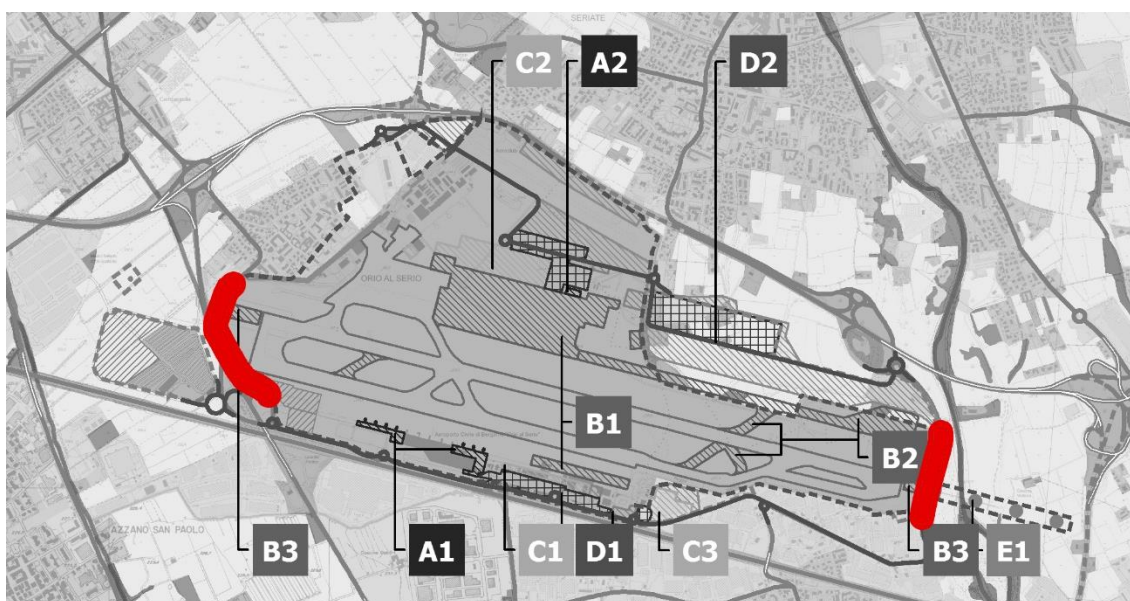 SERIATE
C2 A2 D2
ORIO AL SERIO
B1
B2
AZZANO SAN PAOLO
B3 A1 C1 D1 C3 B3 E1